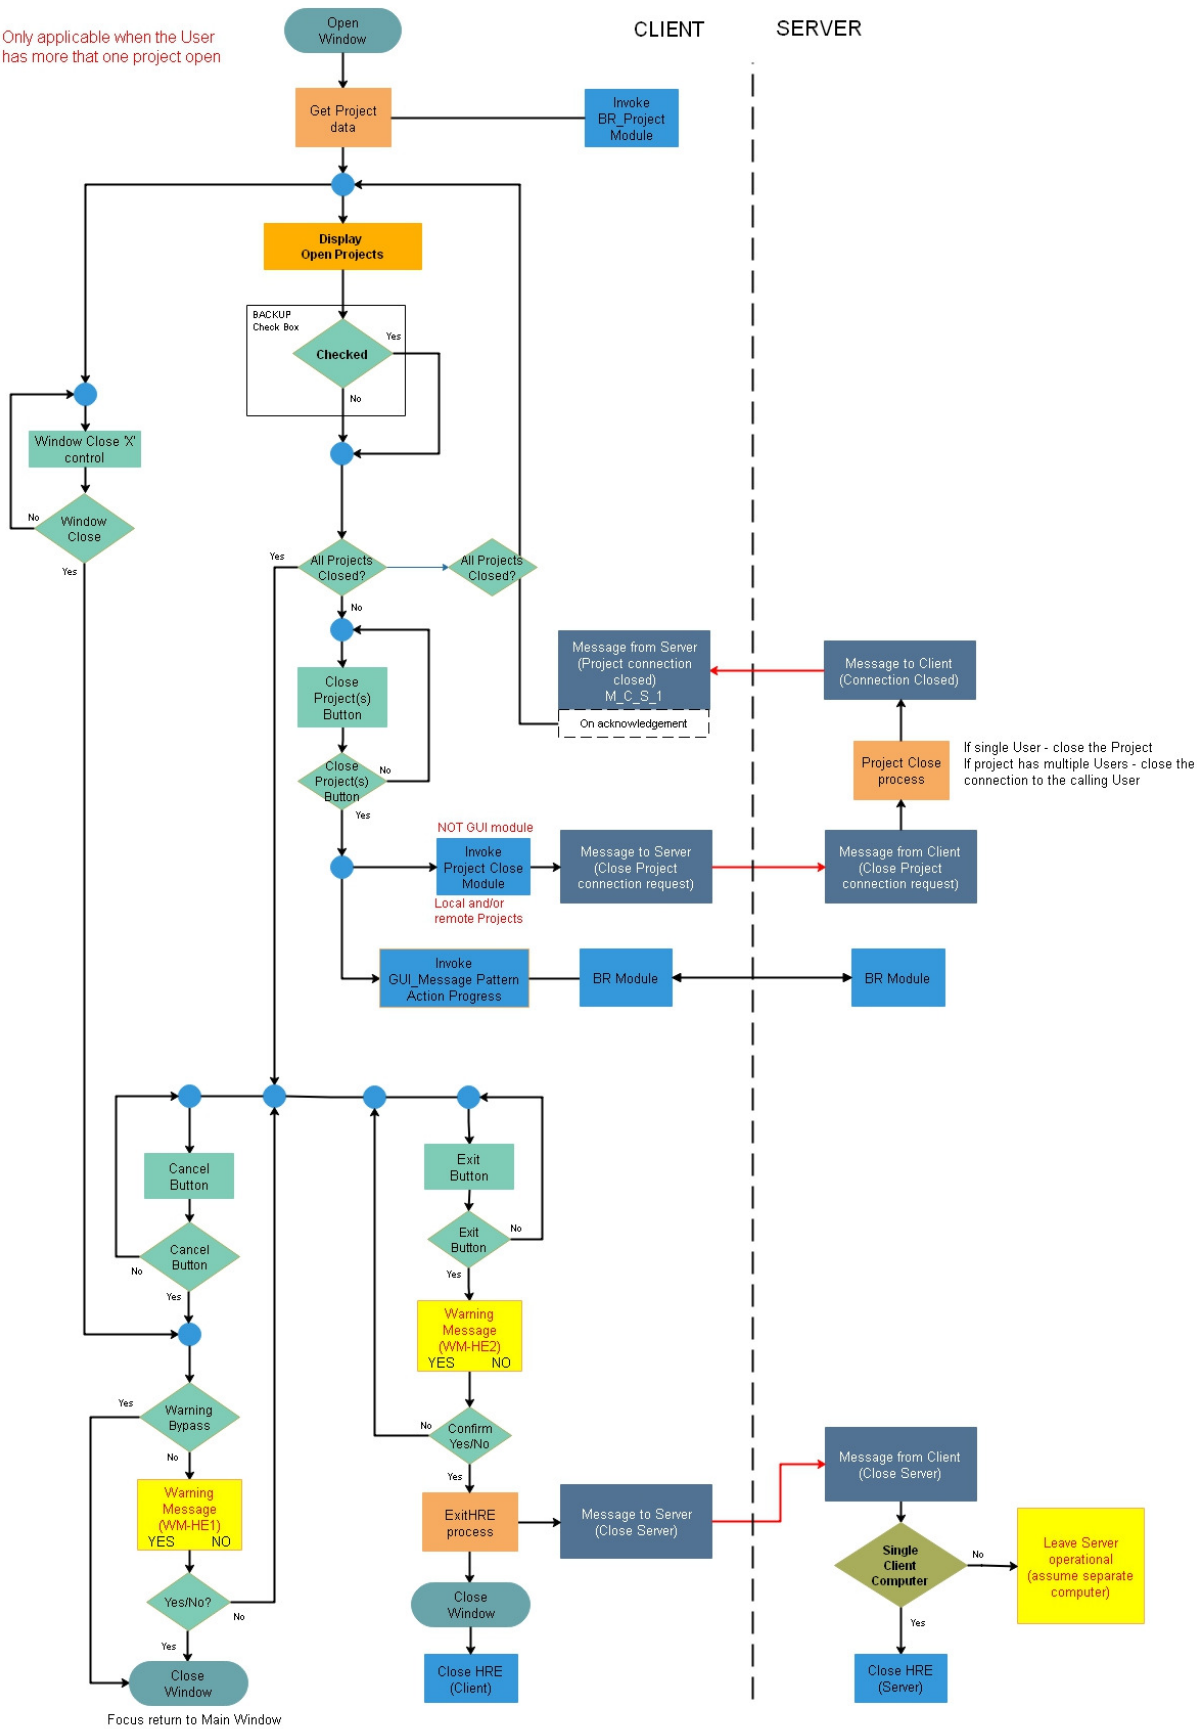 Open
Window
CLIENT
SERVER
Only applicable when the User
has more that one project open
Get Project
data
Invoke
BR_Project
Module
Display
Open Projects
BACKUP
Check Box
Yes
Checked
No
Window Close 'X'
control
No
Window
Close
Yes
Yes
All Projects
Closed?
All Projects
Closed?
No
Message from Server
(Project connection
closed)
M_C_S_1
On acknowledgement
Message to Client
(Connection Closed)
Close
Project(s)
Button
Close
Project(s)
Button
No
Yes
Project Close
process
If single User - close the Project
If project has multiple Users - close the
connection to the calling User
NOT GUI module
Invoke
Project Close
Module
Local and/or
remote Projects
Message to Server
(Close Project
connection request)
Message from Client
(Close Project
connection request)
Invoke
GUI_Message Pattern
Action Progress
BR Module
BR Module
Cancel
Button
Exit
Button
Cancel
Button
No
Yes
Exit
Button
No
Yes
Warning
Message
(WM-HE2)
YES NO
Yes
Warning
Bypass
No
No
Confirm
Yes/No
Yes
Warning
Message
(WM-HE1)
YES NO
ExitHRE
process
Message to Server
(Close Server)
Message from Client
(Close Server)
Single
Client
Computer
No
Yes
Leave Server
operational
(assume separate
computer)
Yes/No?
No
Yes
Close
Window
Close
Window
Close HRE
(Client)
Close HRE
(Server)
Focus return to Main Window